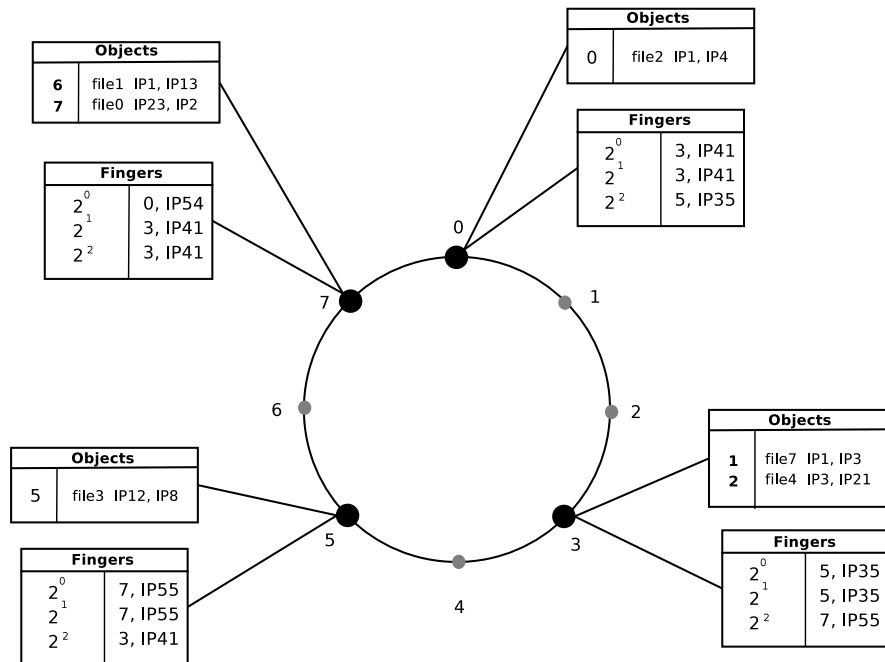 Objects
6 file1 IP1, IP13
7 file0 IP23, IP2
Fingers
2^0 0, IP54
2^1 3, IP41
2^2 3, IP41
Objects
0 file2 IP1, IP4
Fingers
2^0 3, IP41
2^1 3, IP41
2^2 5, IP35
0
7
1
6
2
5
3
4
Objects
5 file3 IP12, IP8
Fingers
2^0 7, IP55
2^1 7, IP55
2^2 3, IP41
Objects
1 file7 IP1, IP3
2 file4 IP3, IP21
Fingers
2^0 5, IP35
2^1 5, IP35
2^2 7, IP55